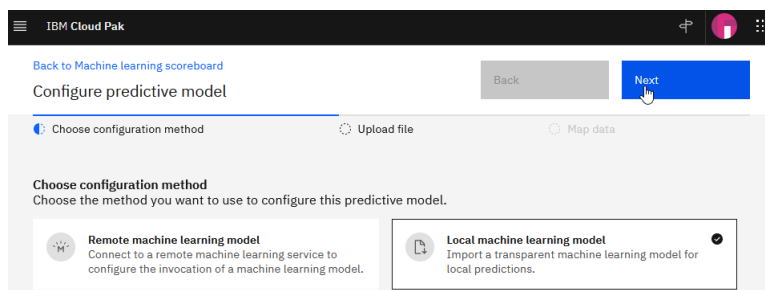 IBM Cloud Pak
Back to Machine learning scoreboard
Configure predictive model
Back
Next
Choose configuration method
Upload file
Map data
Choose configuration method
Choose the method you want to use to configure this predictive model.
Remote machine learning model
Connect to a remote machine learning service to
configure the invocation of a machine learning model.
Local machine learning model
Import a transparent machine learning model for
local predictions.